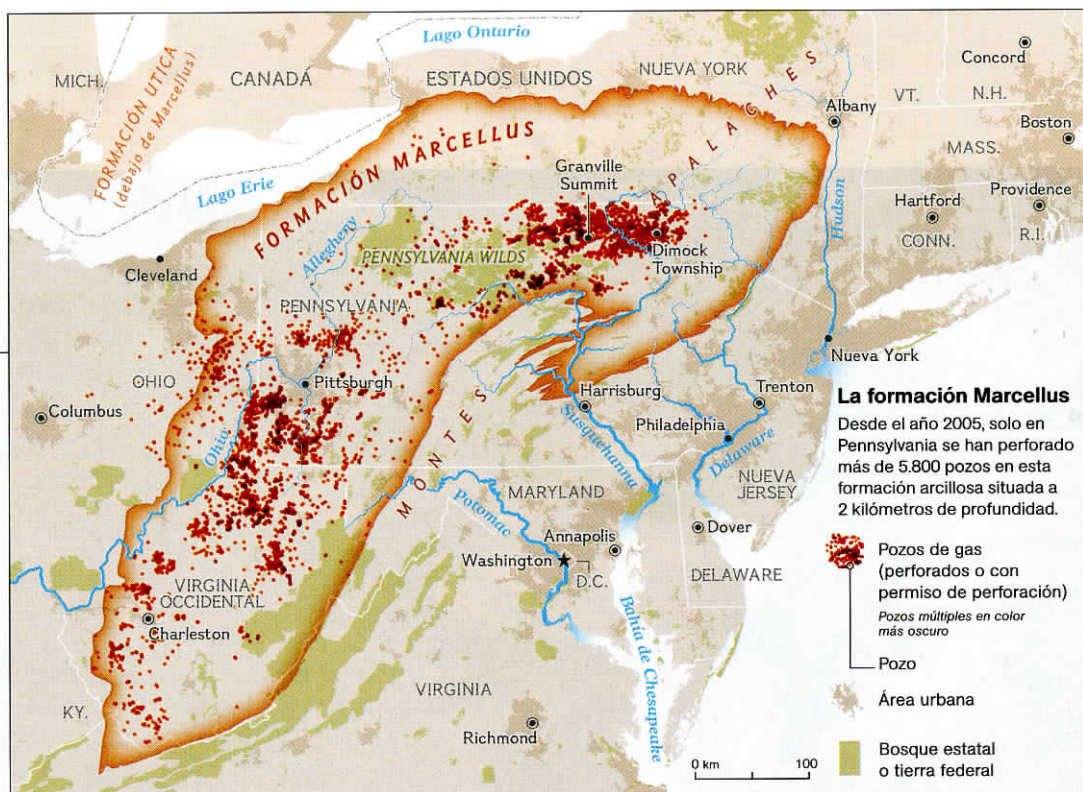 Lago Ontario
MICH.
CANADÁ
ESTADOS UNIDOS
NUEVA YORK
Concord
VT.
N.H.
FORMACIÓN UTICA
(debajo de Marcellus)
Albany
Boston
MASS.
Lago Erie
FORMACIÓN MARCELLUS
Granville
Summit
MONTES APALACHES
Hudson
Providence
Hartford
CONN.
R.I.
Cleveland
Allegheny
PENNSYLVANIA WILDS
Dimock
Township
PENNSYLVANIA
Nueva York
OHIO
Pittsburgh
Columbus
Harrisburg
Trenton
Philadelphia
Ohio
Susquehanna
Delaware
NUEVA
JERSEY
MARYLAND
Potomac
Annapolis
Dover
Washington
D.C.
DELAWARE
VIRGINIA
OCCIDENTAL
Charleston
Bahía de Chesapeake
VIRGINIA
KY.
Richmond
La formación Marcellus
Desde el año 2005, solo en
Pennsylvania se han perforado
más de 5.800 pozos en esta
formación arcillosa situada a
2 kilómetros de profundidad.
Pozos de gas
(perforados o con
permiso de perforación)
Pozos múltiples en color
más oscuro
Pozo
Área urbana
Bosque estatal
o tierra federal
0 km 100